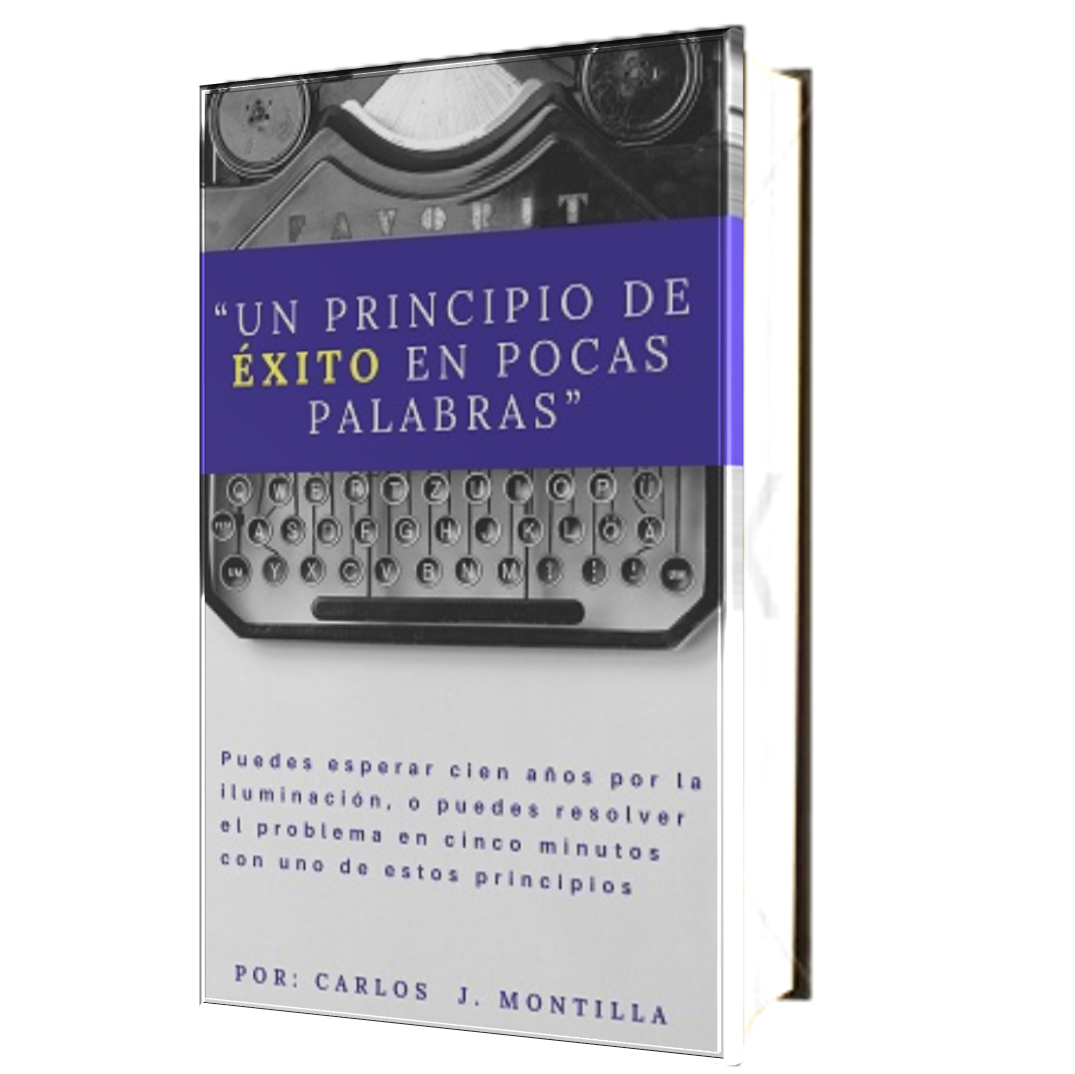 FAVORIT
“UN PRINCIPIO DE
ÉXITO EN POCAS
PALABRAS”
Q W E R T Z U I O P Ü
A S D F G H J K L Ö Ä
Y X C V B N M
Puedes esperar cien años por la
iluminación, o puedes resolver
el problema en cinco minutos
con uno de estos principios
POR: CARLOS J. MONTILLA